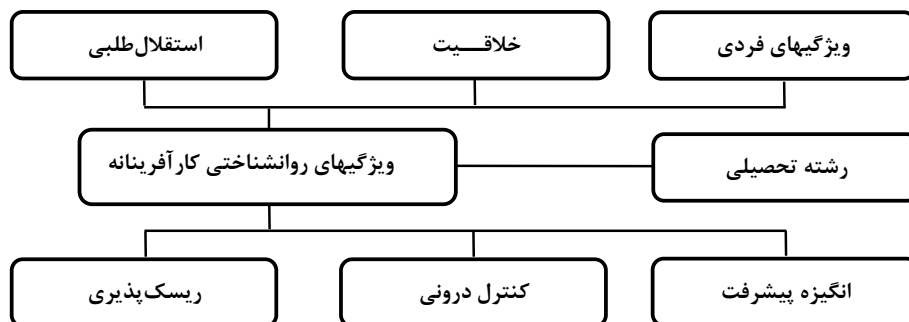 ویژگیهای فردی
خلاقـــیت
استقلال‌طلبی
ویژگیهای روانشناختی کارآفرینانه
رشته تحصیلی
انگیزه پیشرفت
کنترل درونی
ریسک‌پذیری